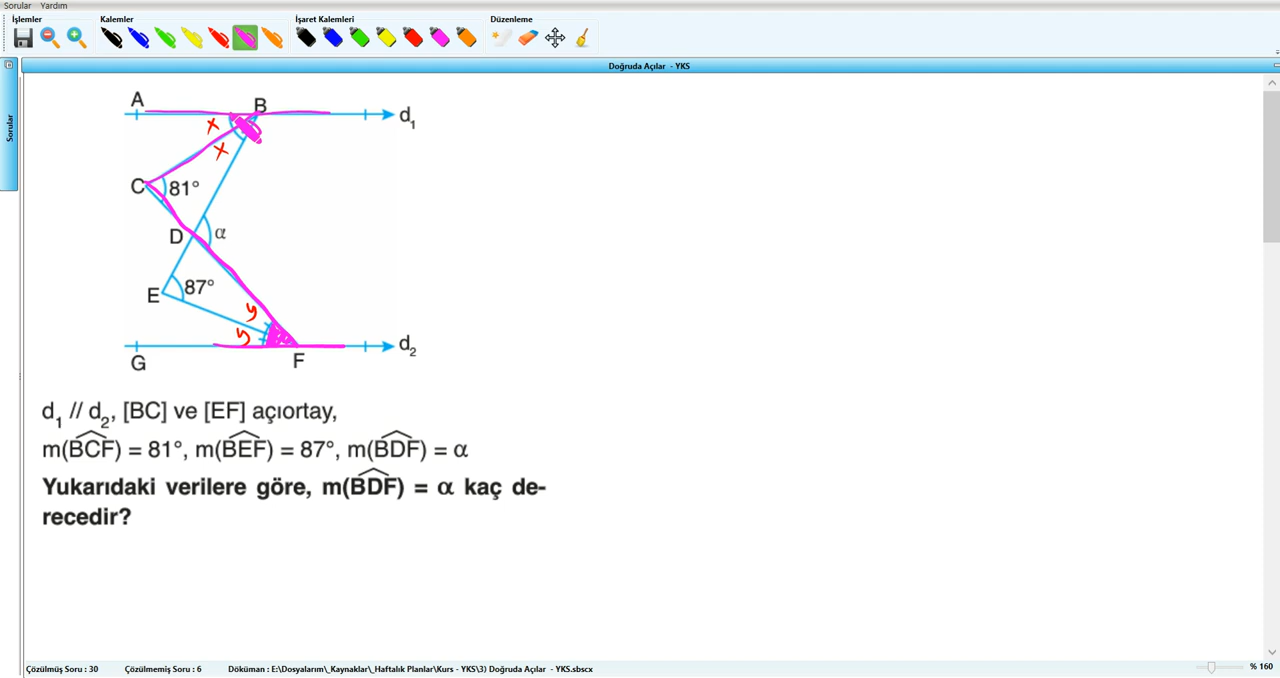 Sorular Yardım
İşlemler Kalemler İşaret Kalemleri Düzenleme
Doğruda Açılar - YKS
Sorular
A B d1
x
x
C 81°
D α
E 87°
y
y
d2
G F
d1 // d2, [BC] ve [EF] açıortay,
m(BCF) = 81°, m(BEF) = 87°, m(BDF) = α
Yukarıdaki verilere göre, m(BDF) = α kaç de-
recedir?
Çözülmüş Soru : 30 Çözülmemiş Soru : 6 Döküman : E:\Dosyalarım\_Kaynaklar\_Haftalık Planlar\Kurs - YKS\3) Doğruda Açılar - YKS.sbscx % 160